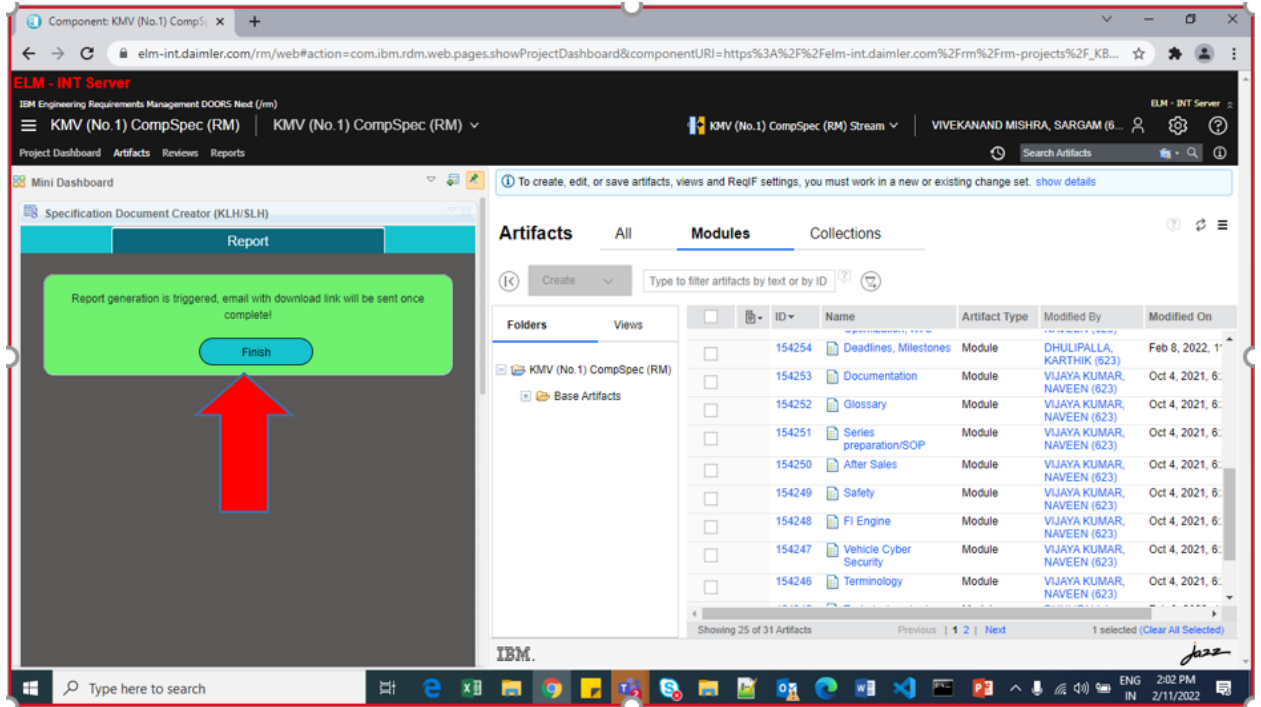 Component: KMV (No.1) CompSp
elm-int.daimler.com/rm/web#action=com.ibm.rdm.web.pages.showProjectDashboard&componentURI=https%3A%2F%2Felm-int.daimler.com%2Frm%2Frm-projects%2F_KB...
ELM - INT Server
IBM Engineering Requirements Management DOORS Next (/rm)
ELM - INT Server
KMV (No.1) CompSpec (RM) KMV (No.1) CompSpec (RM)
KMV (No.1) CompSpec (RM) Stream
VIVEKANAND MISHRA, SARGAM (6...
Project Dashboard Artifacts Reviews Reports
Search Artifacts
Mini Dashboard
To create, edit, or save artifacts, views and ReqIF settings, you must work in a new or existing change set. show details
Specification Document Creator (KLH/SLH)
Report
Report generation is triggered, email with download link will be sent once
complete!
Finish
Artifacts All Modules Collections
Create
Type to filter artifacts by text or by ID
Folders Views
KMV (No.1) CompSpec (RM)
Base Artifacts
ID Name Artifact Type Modified By Modified On
154254 Deadlines, Milestones Module DHULIPALLA, Feb 8, 2022, 1
KARTHIK (623)
154253 Documentation Module VIJAYA KUMAR, Oct 4, 2021, 6:
NAVEEN (623)
154252 Glossary Module VIJAYA KUMAR, Oct 4, 2021, 6:
NAVEEN (623)
154251 Series Module VIJAYA KUMAR, Oct 4, 2021, 6:
preparation/SOP NAVEEN (623)
154250 After Sales Module VIJAYA KUMAR, Oct 4, 2021, 6:
NAVEEN (623)
154249 Safety Module VIJAYA KUMAR, Oct 4, 2021, 6:
NAVEEN (623)
154248 FI Engine Module VIJAYA KUMAR, Oct 4, 2021, 6:
NAVEEN (623)
154247 Vehicle Cyber Module VIJAYA KUMAR, Oct 4, 2021, 6:
Security NAVEEN (623)
154246 Terminology Module VIJAYA KUMAR, Oct 4, 2021, 6:
NAVEEN (623)
Showing 25 of 31 Artifacts Previous | 1 2 | Next 1 selected (Clear All Selected)
IBM.
jazz
Type here to search
ENG 2:02 PM
IN 2/11/2022